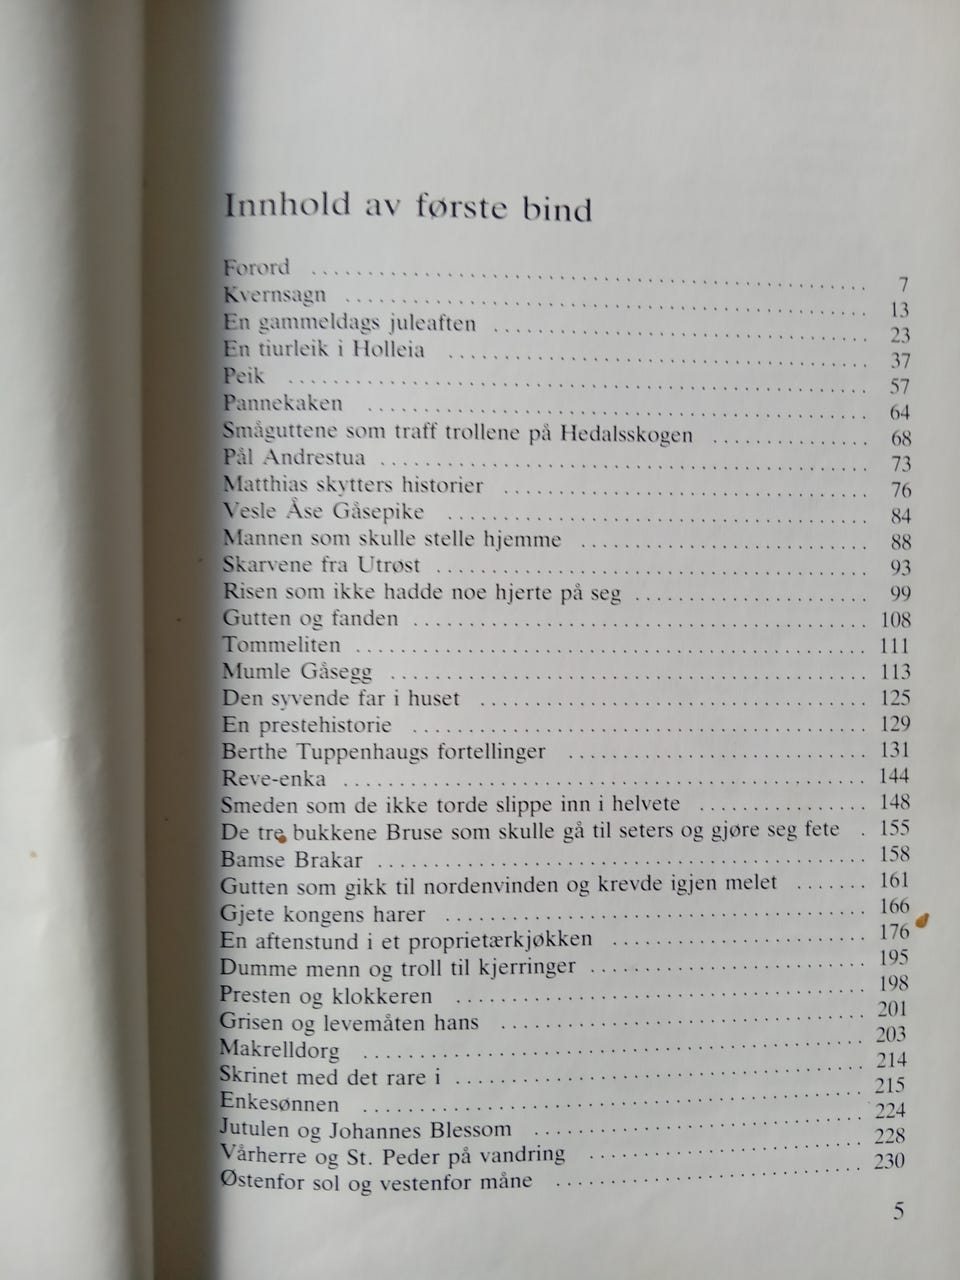 Innhold av første bind
Forord .......... 7
Kvernsagn .......... 13
En gammeldags juleaften .......... 23
En tiurleik i Holleia .......... 37
Peik .......... 57
Pannekaken .......... 64
Småguttene som traff trollene på Hedalsskogen .......... 68
Pål Andrestua .......... 73
Matthias skytters historier .......... 76
Vesle Åse Gåsepike .......... 84
Mannen som skulle stelle hjemme .......... 88
Skarvene fra Utrøst .......... 93
Risen som ikke hadde noe hjerte på seg .......... 99
Gutten og fanden .......... 108
Tommeliten .......... 111
Mumle Gåsegg .......... 113
Den syvende far i huset .......... 125
En prestehistorie .......... 129
Berthe Tuppenhaugs fortellinger .......... 131
Reve-enka .......... 144
Smeden som de ikke torde slippe inn i helvete .......... 148
De tre bukkene Bruse som skulle gå til seters og gjøre seg fete . 155
Bamse Brakar .......... 158
Gutten som gikk til nordenvinden og krevde igjen melet ....... 161
Gjete kongens harer .......... 166
En aftenstund i et proprietærkjøkken .......... 176
Dumme menn og troll til kjerringer .......... 195
Presten og klokkeren .......... 198
Grisen og levemåten hans .......... 201
Makrelldorg .......... 203
Skrinet med det rare i .......... 214
Enkesønnen .......... 215
Jutulen og Johannes Blessom .......... 224
Vårherre og St. Peder på vandring .......... 228
Østenfor sol og vestenfor måne .......... 230
5